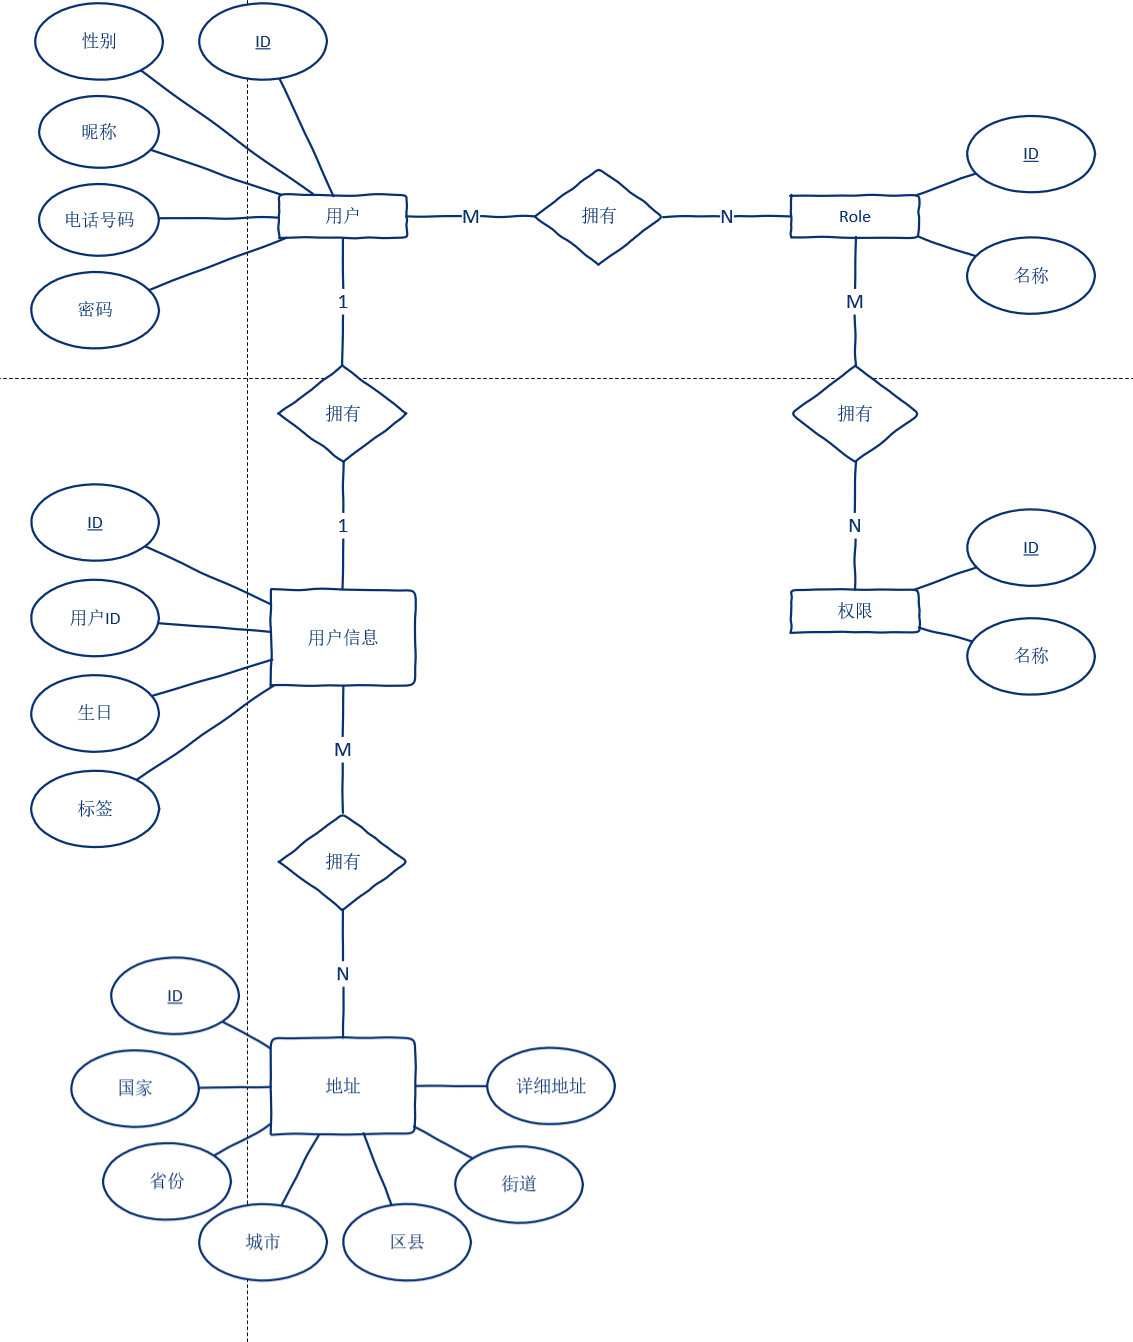 性别
ID
昵称
电话号码
密码
用户
M
拥有
N
Role
ID
名称
1
拥有
1
M
拥有
N
ID
用户ID
生日
标签
用户信息
权限
ID
名称
M
拥有
N
ID
国家
省份
城市
区县
街道
详细地址
地址